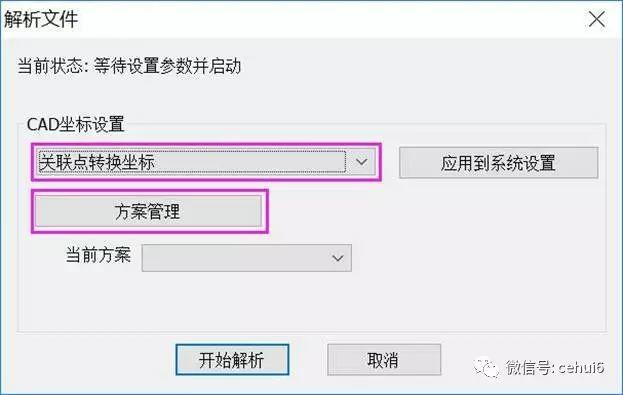 解析文件
当前状态: 等待设置参数并启动
CAD坐标设置
关联点转换坐标
应用到系统设置
方案管理
当前方案
开始解析
取消
微信号: cehui6